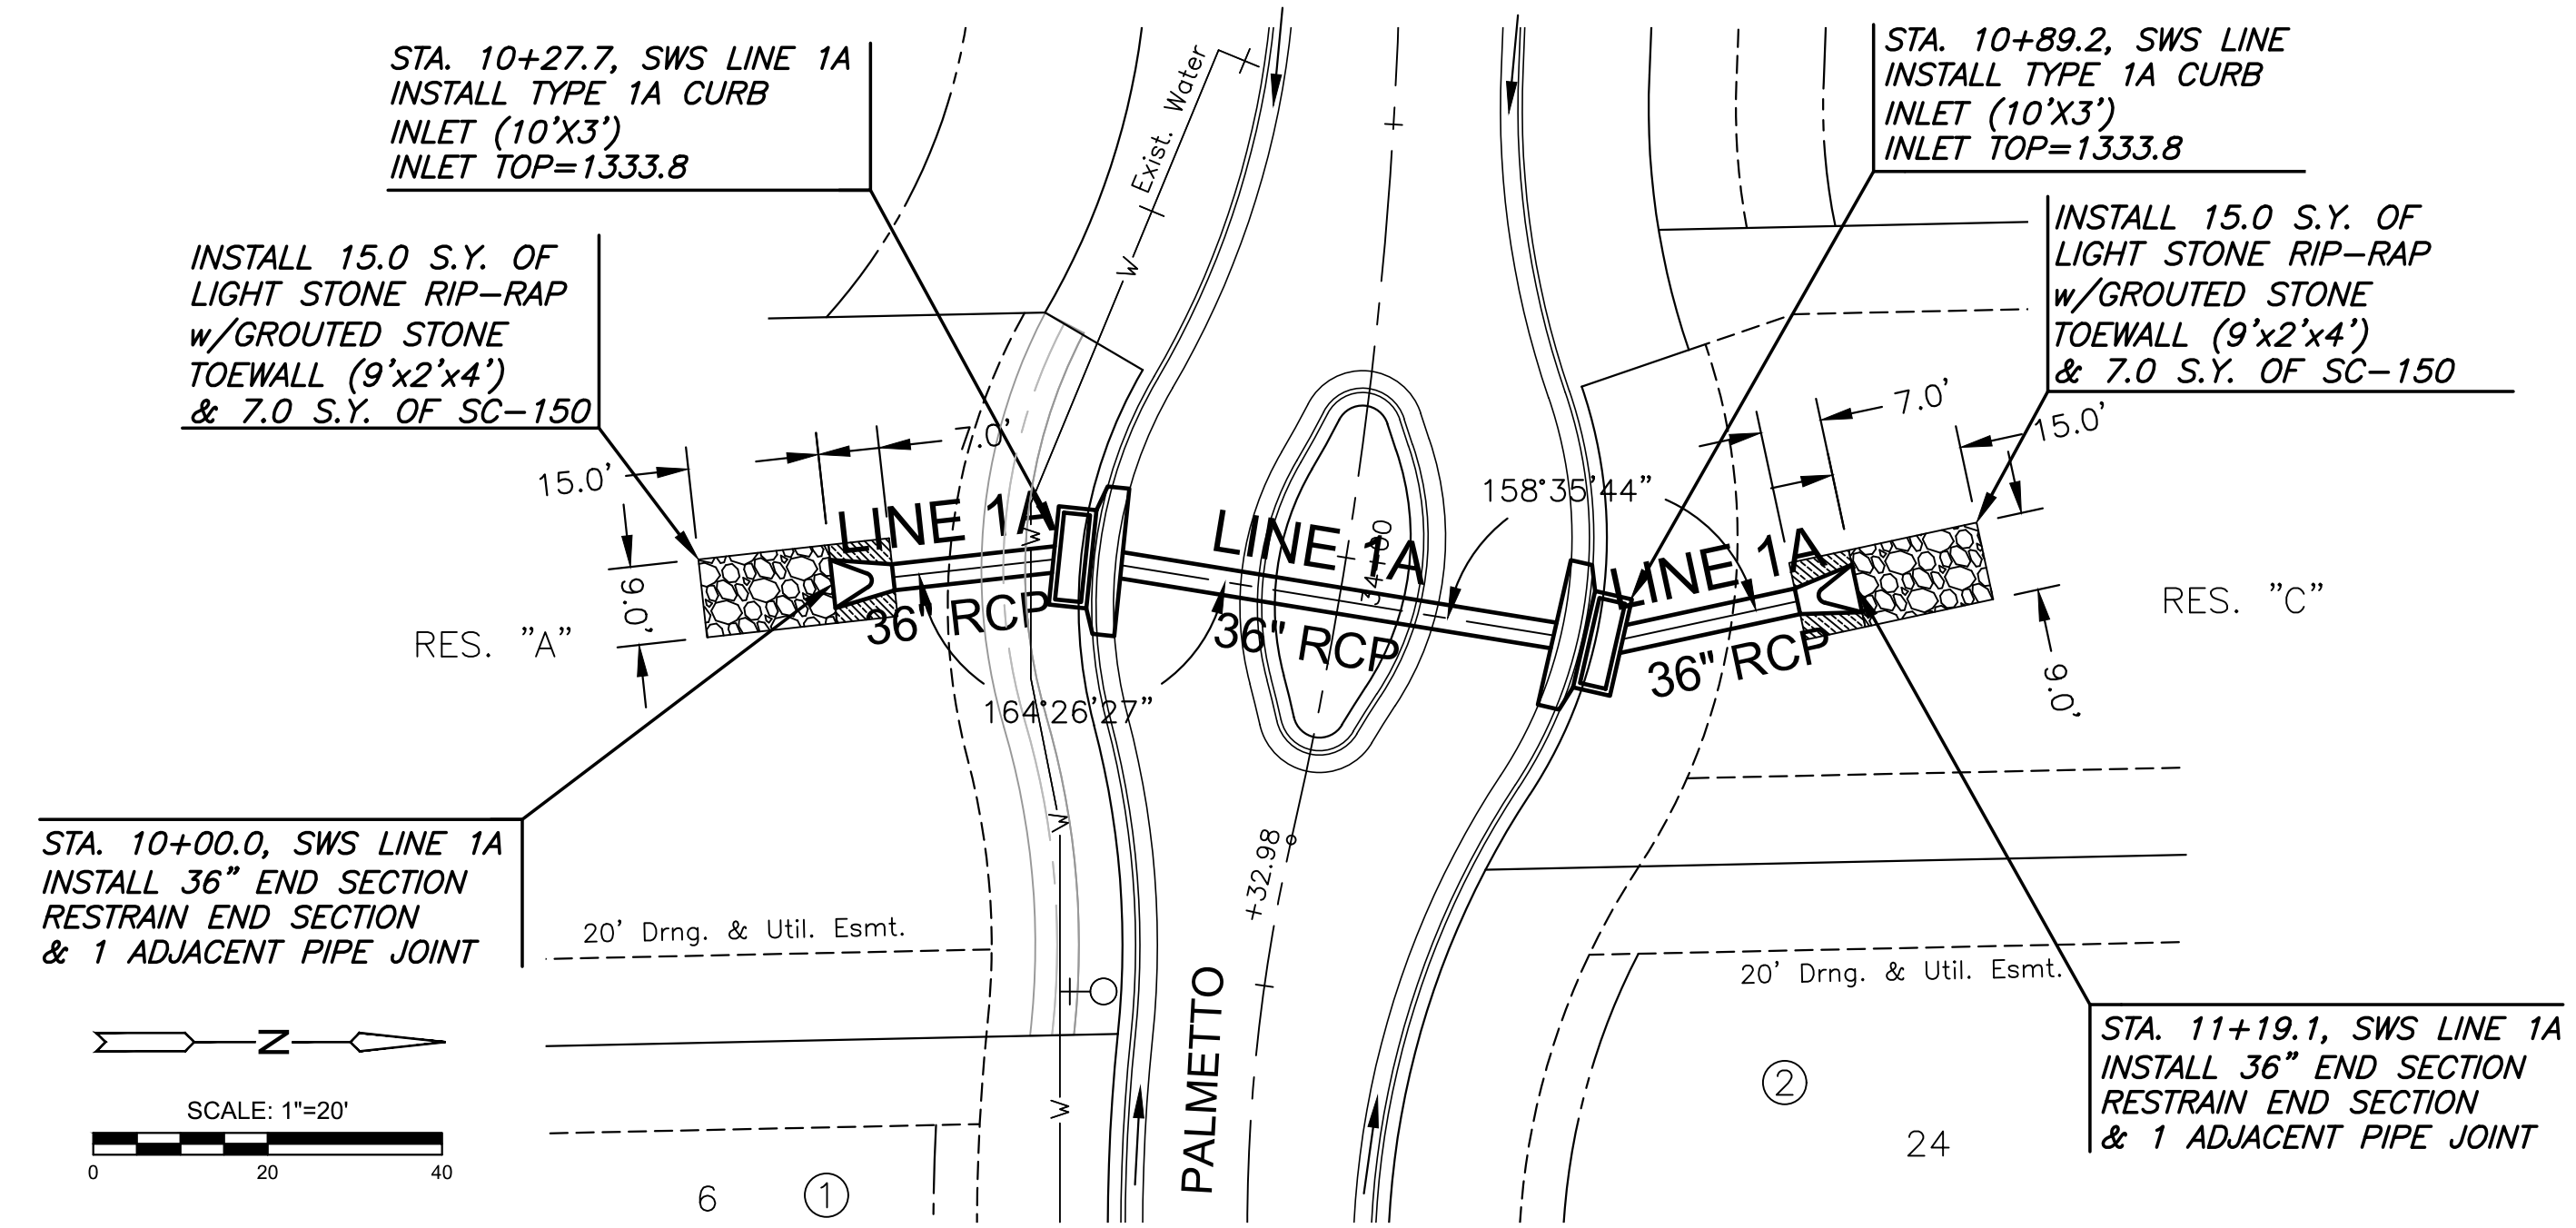 STA. 10+27.7, SWS LINE 1A
INSTALL TYPE 1A CURB
INLET (10'X3')
INLET TOP=1333.8
STA. 10+89.2, SWS LINE
INSTALL TYPE 1A CURB
INLET (10'X3')
INLET TOP=1333.8
INSTALL 15.0 S.Y. OF
LIGHT STONE RIP-RAP
w/GROUTED STONE
TOEWALL (9'x2'x4')
& 7.0 S.Y. OF SC-150
INSTALL 15.0 S.Y. OF
LIGHT STONE RIP-RAP
w/GROUTED STONE
TOEWALL (9'x2'x4')
& 7.0 S.Y. OF SC-150
Exist. Water
W
15.0'
7.0'
9.0'
7.0'
15.0'
9.0'
LINE 1A
36" RCP
W
LINE 1A
36" RCP
34+00
LINE 1A
36" RCP
158°35'44"
164°26'27"
RES. "A"
RES. "C"
STA. 10+00.0, SWS LINE 1A
INSTALL 36" END SECTION
RESTRAIN END SECTION
& 1 ADJACENT PIPE JOINT
W
+32.98
20' Drng. & Util. Esmt.
20' Drng. & Util. Esmt.
PALMETTO
W
STA. 11+19.1, SWS LINE 1A
INSTALL 36" END SECTION
RESTRAIN END SECTION
& 1 ADJACENT PIPE JOINT
N
SCALE: 1"=20'
0 20 40
6 1
2
24